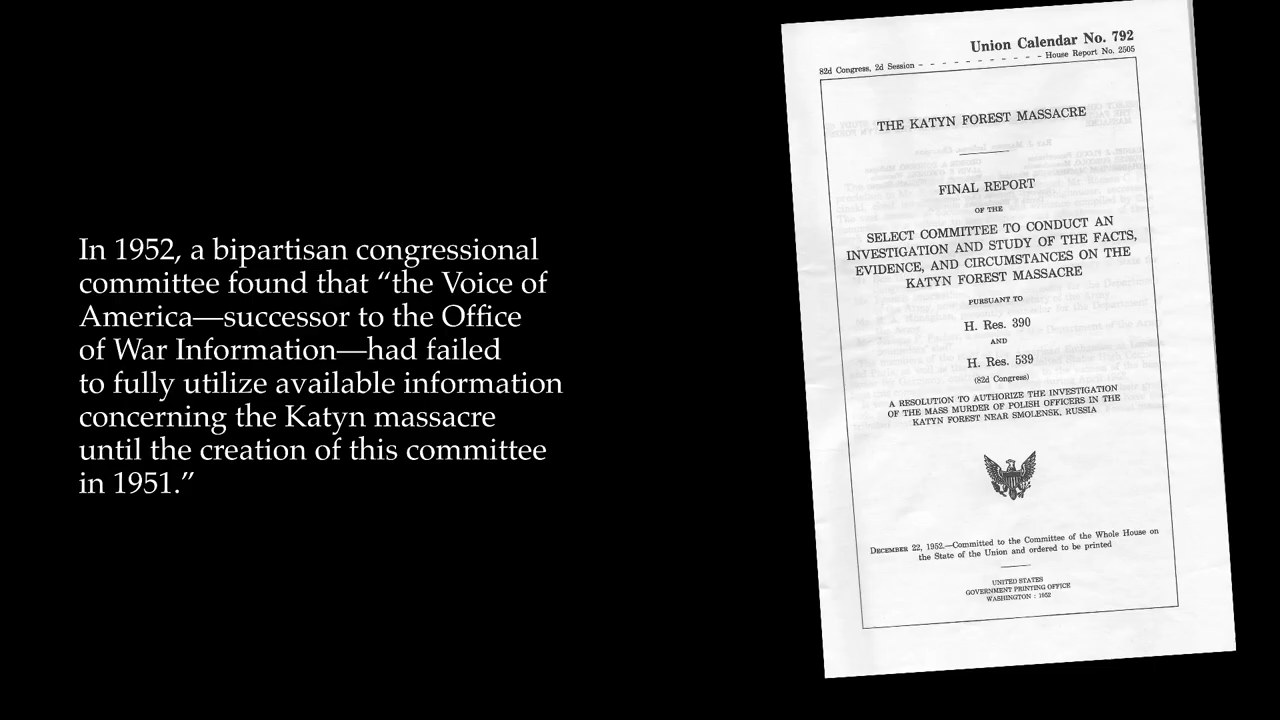 In 1952, a bipartisan congressional
committee found that “the Voice of
America—successor to the Office
of War Information—had failed
to fully utilize available information
concerning the Katyn massacre
until the creation of this committee
in 1951.”
Union Calendar No. 792
82d Congress, 2d Session - - - - - - - - - - - House Report No. 2505
THE KATYN FOREST MASSACRE
FINAL REPORT
OF THE
SELECT COMMITTEE TO CONDUCT AN
INVESTIGATION AND STUDY OF THE FACTS,
EVIDENCE, AND CIRCUMSTANCES ON THE
KATYN FOREST MASSACRE
PURSUANT TO
H. Res. 390
AND
H. Res. 539
(82d Congress)
A RESOLUTION TO AUTHORIZE THE INVESTIGATION
OF THE MASS MURDER OF POLISH OFFICERS IN THE
KATYN FOREST NEAR SMOLENSK, RUSSIA
DECEMBER 22, 1952.—Committed to the Committee of the Whole House on
the State of the Union and ordered to be printed
UNITED STATES
GOVERNMENT PRINTING OFFICE
WASHINGTON : 1952